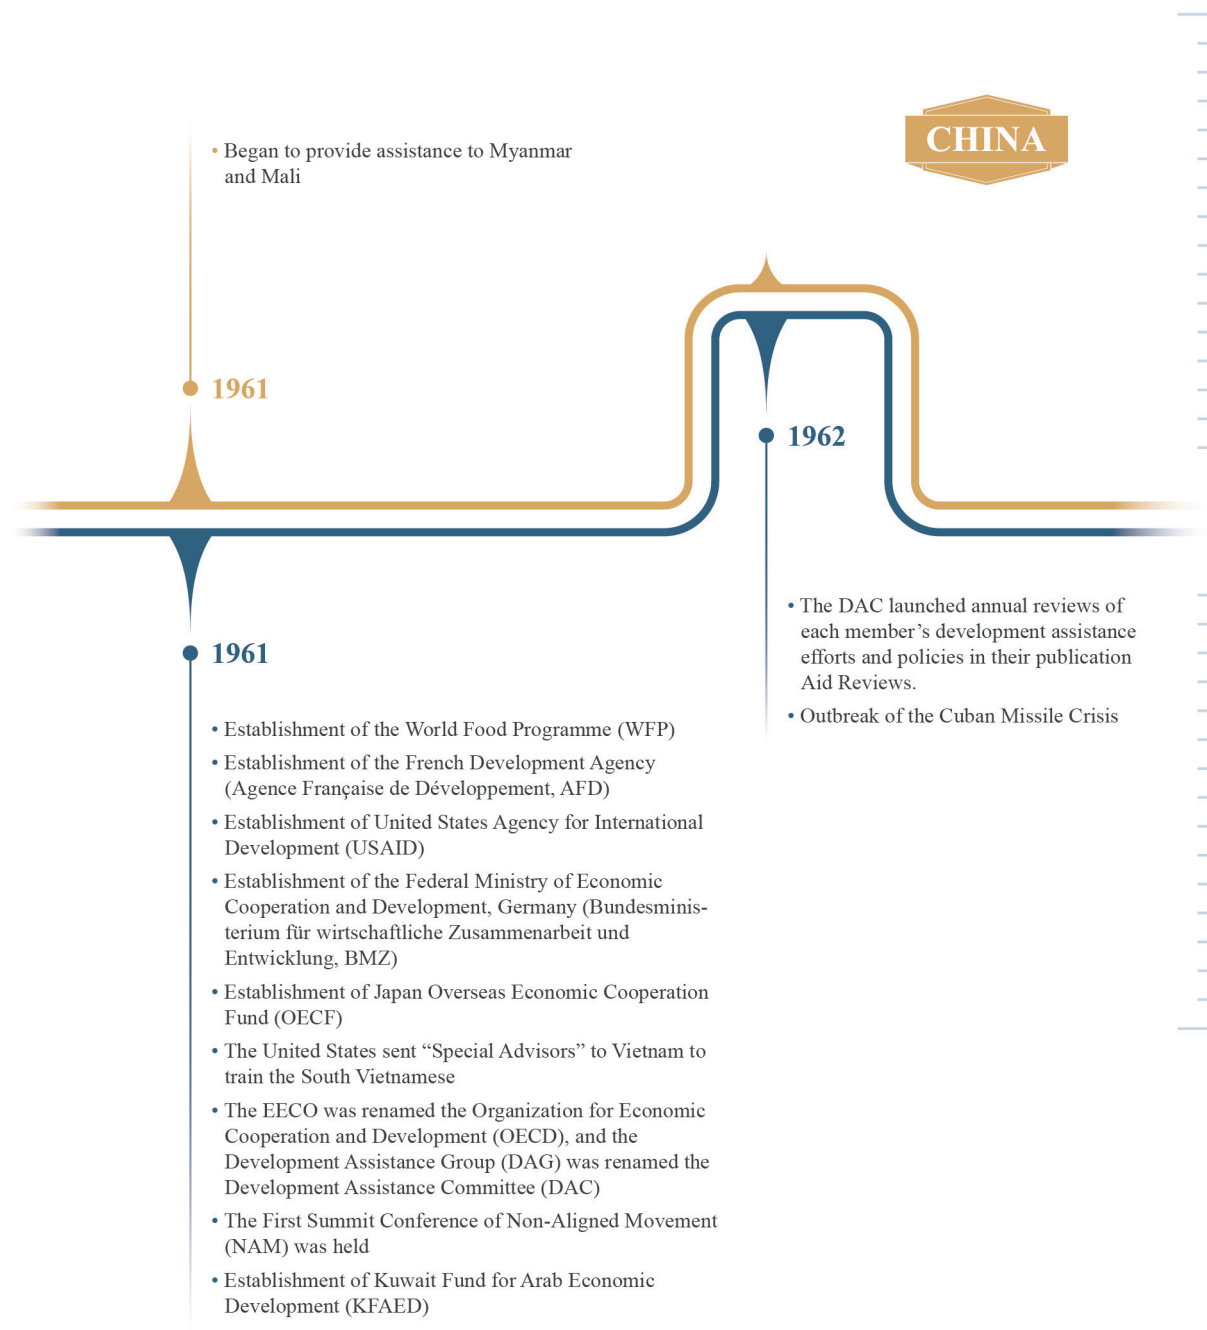 CHINA
• Began to provide assistance to Myanmar
and Mali
1961
1962
• The DAC launched annual reviews of
each member’s development assistance
efforts and policies in their publication
Aid Reviews.
• Outbreak of the Cuban Missile Crisis
1961
• Establishment of the World Food Programme (WFP)
• Establishment of the French Development Agency
(Agence Française de Développement, AFD)
• Establishment of United States Agency for International
Development (USAID)
• Establishment of the Federal Ministry of Economic
Cooperation and Development, Germany (Bundesminis-
terium für wirtschaftliche Zusammenarbeit und
Entwicklung, BMZ)
• Establishment of Japan Overseas Economic Cooperation
Fund (OECF)
• The United States sent “Special Advisors” to Vietnam to
train the South Vietnamese
• The EECO was renamed the Organization for Economic
Cooperation and Development (OECD), and the
Development Assistance Group (DAG) was renamed the
Development Assistance Committee (DAC)
• The First Summit Conference of Non-Aligned Movement
(NAM) was held
• Establishment of Kuwait Fund for Arab Economic
Development (KFAED)